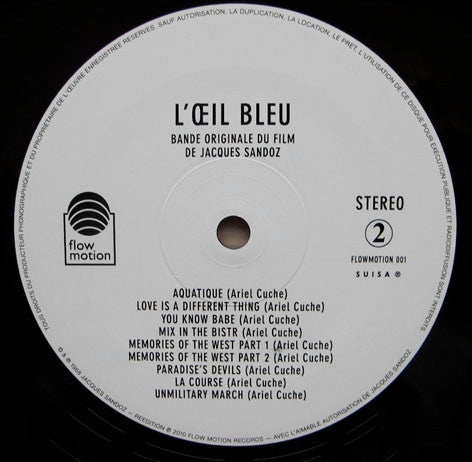 TOUS DROITS DU PRODUCTEUR PHONOGRAPHIQUE ET DU PROPRIETAIRE DE L'ŒUVRE ENREGISTREE RESERVES. SAUF AUTORISATION, LA DUPLICATION, LA LOCATION, LE PRET, L'UTILISATION DE CE DISQUE POUR EXECUTION PUBLIQUE ET RADIODIFFUSION SONT INTERDITS
L'ŒIL BLEU
BANDE ORIGINALE DU FILM
DE JACQUES SANDOZ
flow
motion
STEREO
2
FLOWMOTION 001
SUISA ®
AQUATIQUE (Ariel Cuche)
LOVE IS A DIFFERENT THING (Ariel Cuche)
YOU KNOW BABE (Ariel Cuche)
MIX IN THE BISTR (Ariel Cuche)
MEMORIES OF THE WEST PART 1 (Ariel Cuche)
MEMORIES OF THE WEST PART 2 (Ariel Cuche)
PARADISE'S DEVILS (Ariel Cuche)
LA COURSE (Ariel Cuche)
UNMILITARY MARCH (Ariel Cuche)
© & ℗ 1968 JACQUES SANDOZ – REEDITION ℗ 2010 FLOW MOTION RECORDS – AVEC L'AIMABLE AUTORISATION DE JACQUES SANDOZ